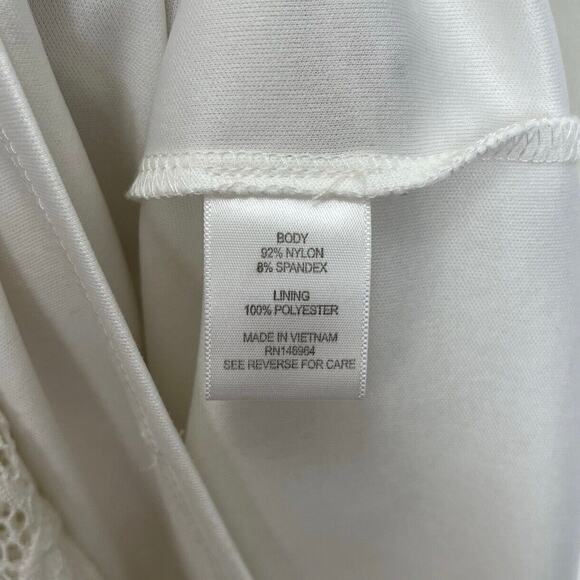 BODY
92% NYLON
8% SPANDEX
LINING
100% POLYESTER
MADE IN VIETNAM
RN146964
SEE REVERSE FOR CARE